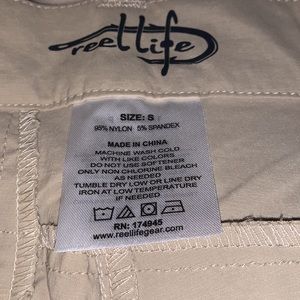 reel life
SIZE: S
95% NYLON 5% SPANDEX
MADE IN CHINA
MACHINE WASH COLD
WITH LIKE COLORS
DO NOT USE SOFTENER
ONLY NON CHLORINE BLEACH
AS NEEDED
TUMBLE DRY LOW OR LINE DRY
IRON AT LOW TEMPERATURE
IF NEEDED
RN: 174945
www.reellifegear.com